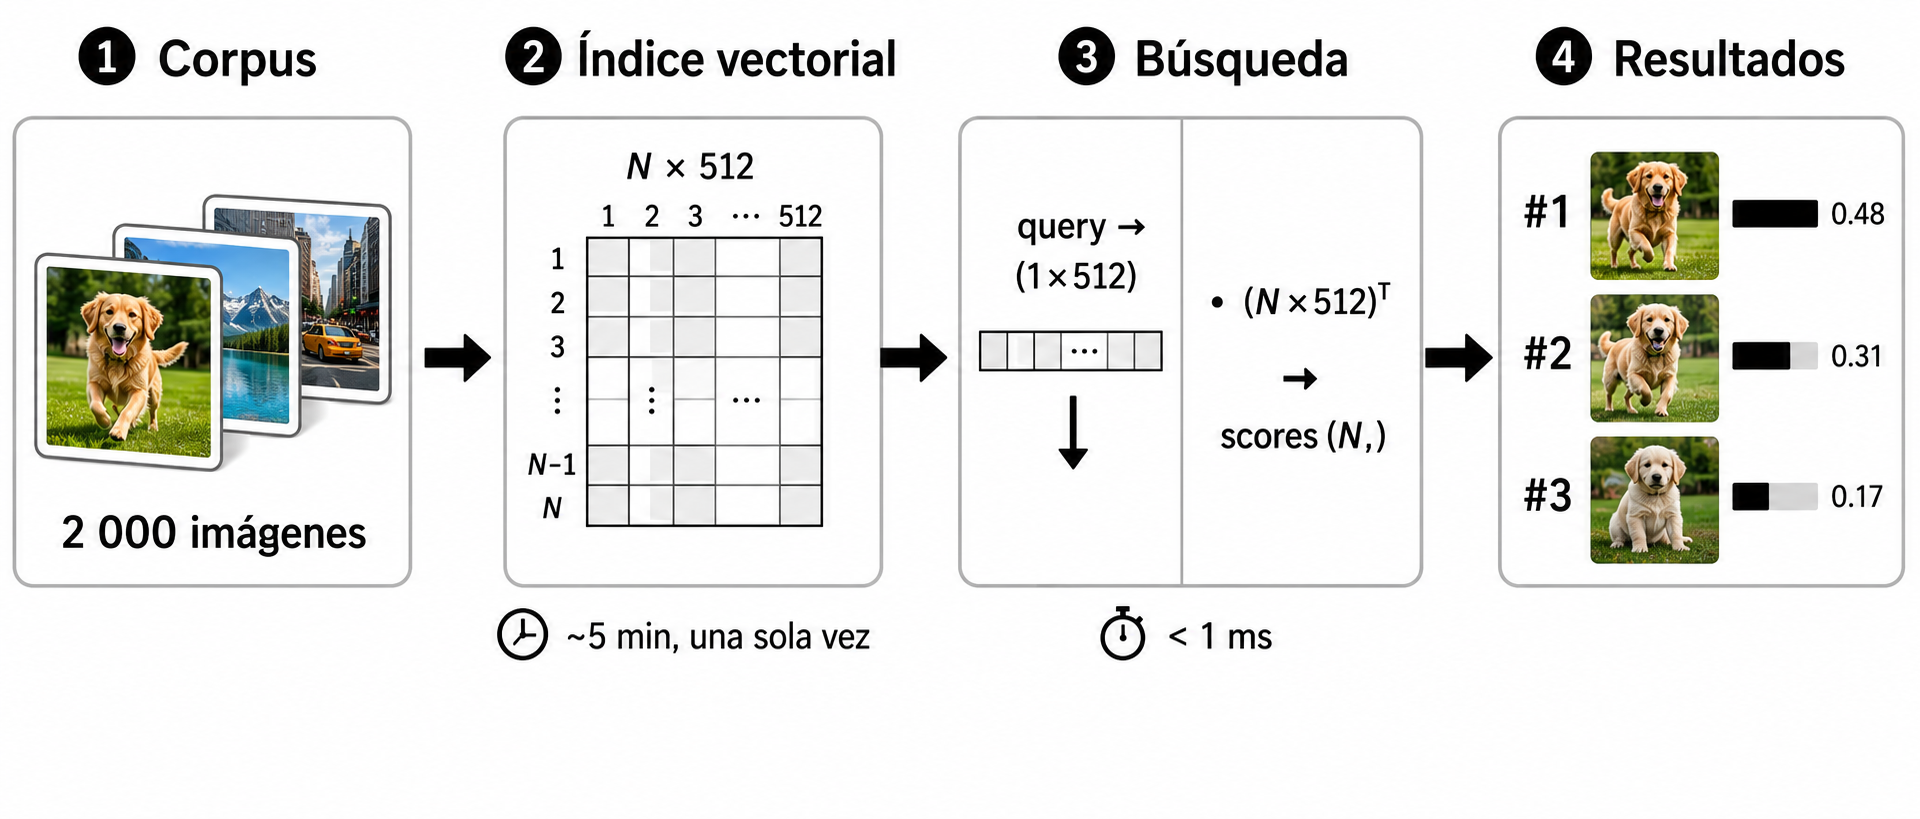 1 Corpus
2 000 imágenes
2 Índice vectorial
N × 512
1 2 3 ... 512
1
2
3
⋮ ⋮ ...
N−1
N
~5 min, una sola vez
3 Búsqueda
query →
(1×512)
...
• (N×512)ᵀ
→
scores (N,)
< 1 ms
4 Resultados
#1 0.48
#2 0.31
#3 0.17